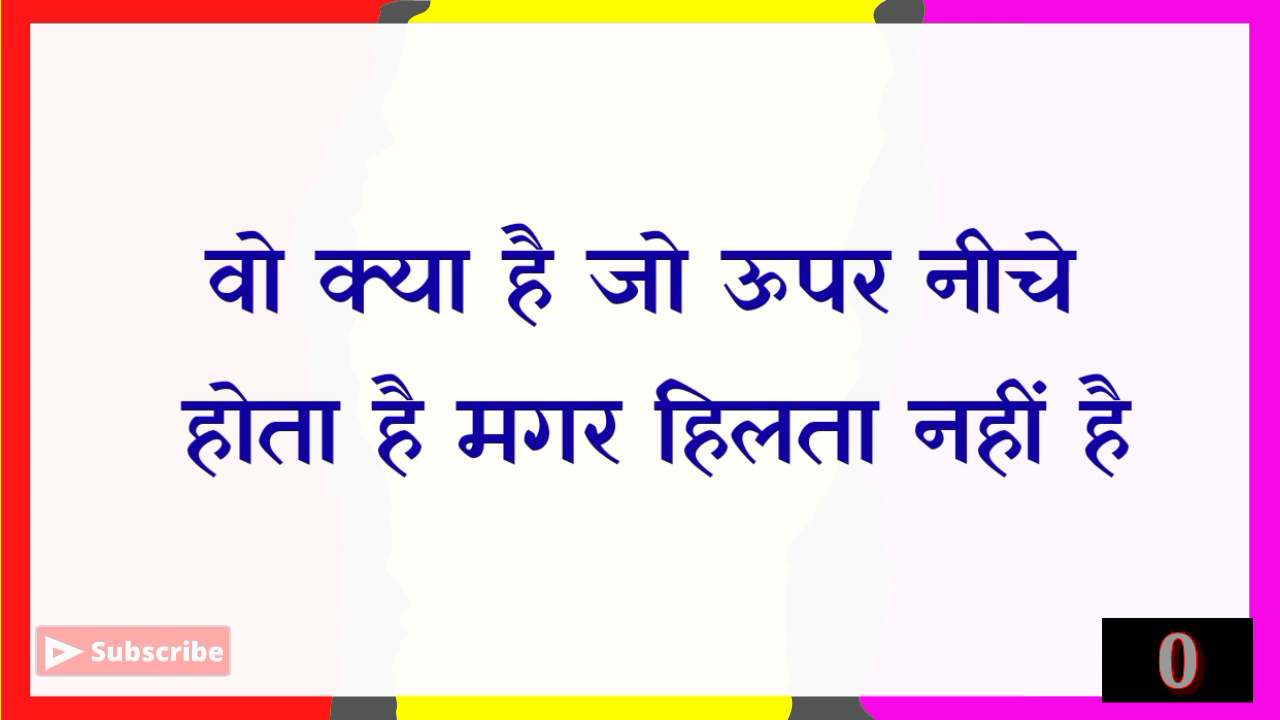 वो क्या है जो ऊपर नीचे
होता है मगर हिलता नहीं है
Subscribe
0